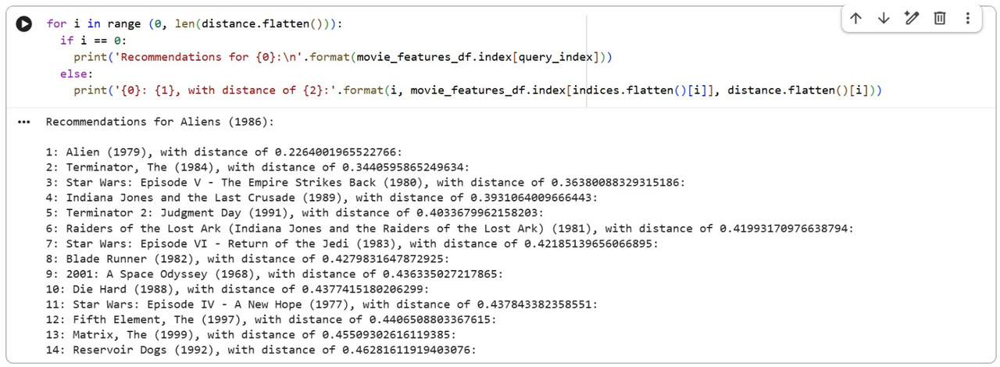 for i in range (0, len(distance.flatten())):
  if i == 0:
    print('Recommendations for {0}:\n'.format(movie_features_df.index[query_index]))
  else:
    print('{0}: {1}, with distance of {2}:'.format(i, movie_features_df.index[indices.flatten()[i]], distance.flatten()[i]))
Recommendations for Aliens (1986):
1: Alien (1979), with distance of 0.2264001965522766:
2: Terminator, The (1984), with distance of 0.3440595865249634:
3: Star Wars: Episode V - The Empire Strikes Back (1980), with distance of 0.36380088329315186:
4: Indiana Jones and the Last Crusade (1989), with distance of 0.3931064009666443:
5: Terminator 2: Judgment Day (1991), with distance of 0.4033679962158203:
6: Raiders of the Lost Ark (Indiana Jones and the Raiders of the Lost Ark) (1981), with distance of 0.41993170976638794:
7: Star Wars: Episode VI - Return of the Jedi (1983), with distance of 0.42185139656066895:
8: Blade Runner (1982), with distance of 0.4279831647872925:
9: 2001: A Space Odyssey (1968), with distance of 0.436335027217865:
10: Die Hard (1988), with distance of 0.4377415180206299:
11: Star Wars: Episode IV - A New Hope (1977), with distance of 0.437843382358551:
12: Fifth Element, The (1997), with distance of 0.4406508803367615:
13: Matrix, The (1999), with distance of 0.45509302616119385:
14: Reservoir Dogs (1992), with distance of 0.46281611919403076: